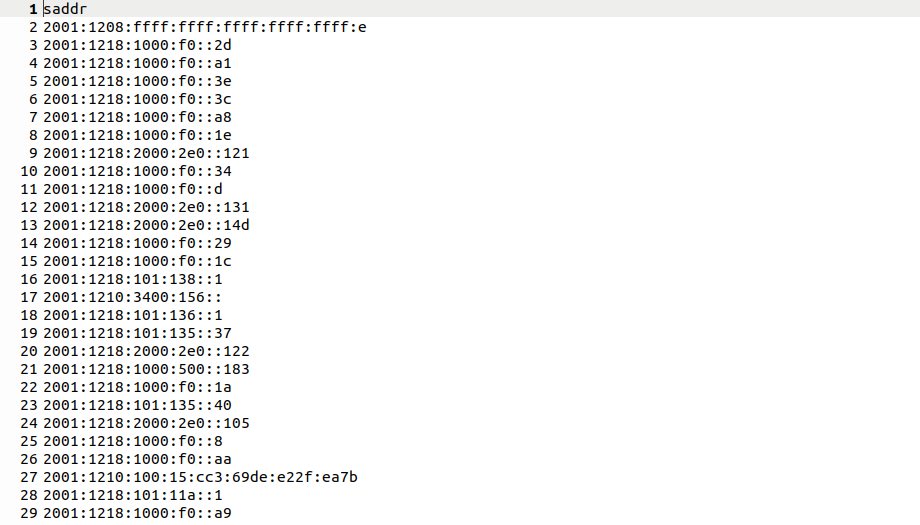 1 saddr
2 2001:1208:ffff:ffff:ffff:ffff:ffff:e
3 2001:1218:1000:f0::2d
4 2001:1218:1000:f0::a1
5 2001:1218:1000:f0::3e
6 2001:1218:1000:f0::3c
7 2001:1218:1000:f0::a8
8 2001:1218:1000:f0::1e
9 2001:1218:2000:2e0::121
10 2001:1218:1000:f0::34
11 2001:1218:1000:f0::d
12 2001:1218:2000:2e0::131
13 2001:1218:2000:2e0::14d
14 2001:1218:1000:f0::29
15 2001:1218:1000:f0::1c
16 2001:1218:101:138::1
17 2001:1210:3400:156::
18 2001:1218:101:136::1
19 2001:1218:101:135::37
20 2001:1218:2000:2e0::122
21 2001:1218:1000:500::183
22 2001:1218:1000:f0::1a
23 2001:1218:101:135::40
24 2001:1218:2000:2e0::105
25 2001:1218:1000:f0::8
26 2001:1218:1000:f0::aa
27 2001:1210:100:15:cc3:69de:e22f:ea7b
28 2001:1218:101:11a::1
29 2001:1218:1000:f0::a9